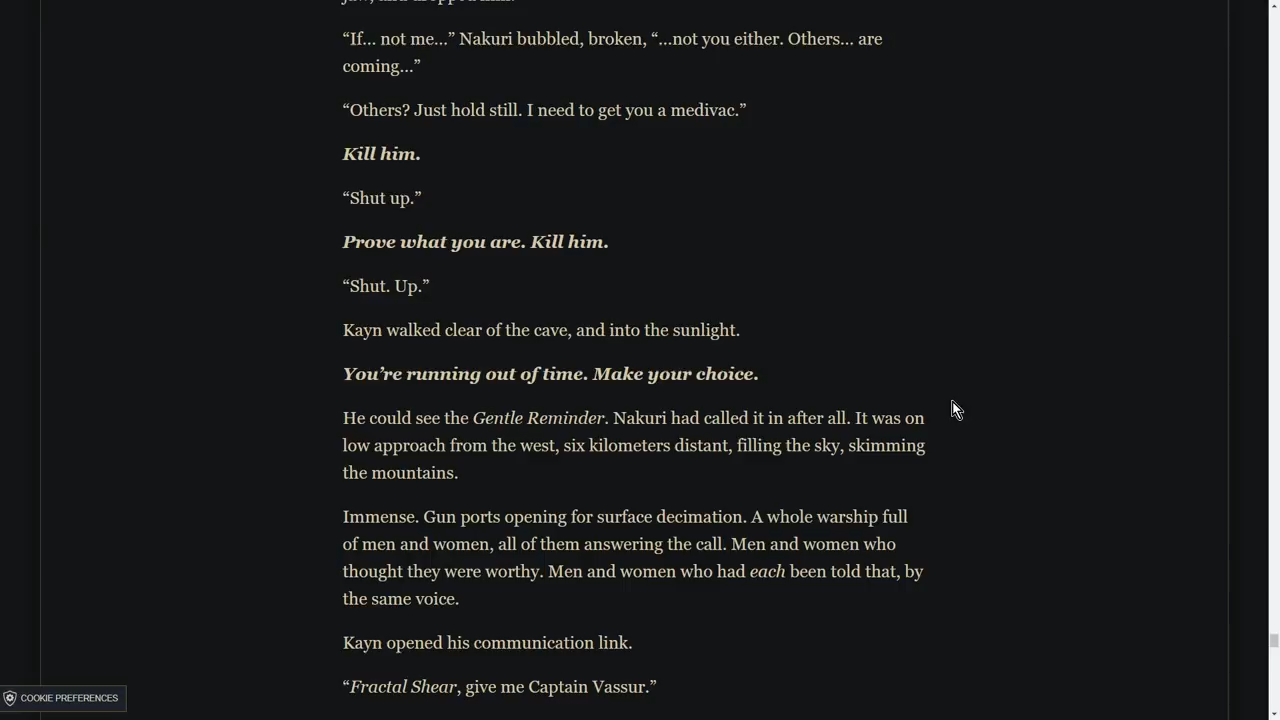 “If... not me...” Nakuri bubbled, broken, “...not you either. Others... are
coming...”
“Others? Just hold still. I need to get you a medivac.”
Kill him.
“Shut up.”
Prove what you are. Kill him.
“Shut. Up.”
Kayn walked clear of the cave, and into the sunlight.
You’re running out of time. Make your choice.
He could see the Gentle Reminder. Nakuri had called it in after all. It was on
low approach from the west, six kilometers distant, filling the sky, skimming
the mountains.
Immense. Gun ports opening for surface decimation. A whole warship full
of men and women, all of them answering the call. Men and women who
thought they were worthy. Men and women who had each been told that, by
the same voice.
Kayn opened his communication link.
“Fractal Shear, give me Captain Vassur.”
COOKIE PREFERENCES